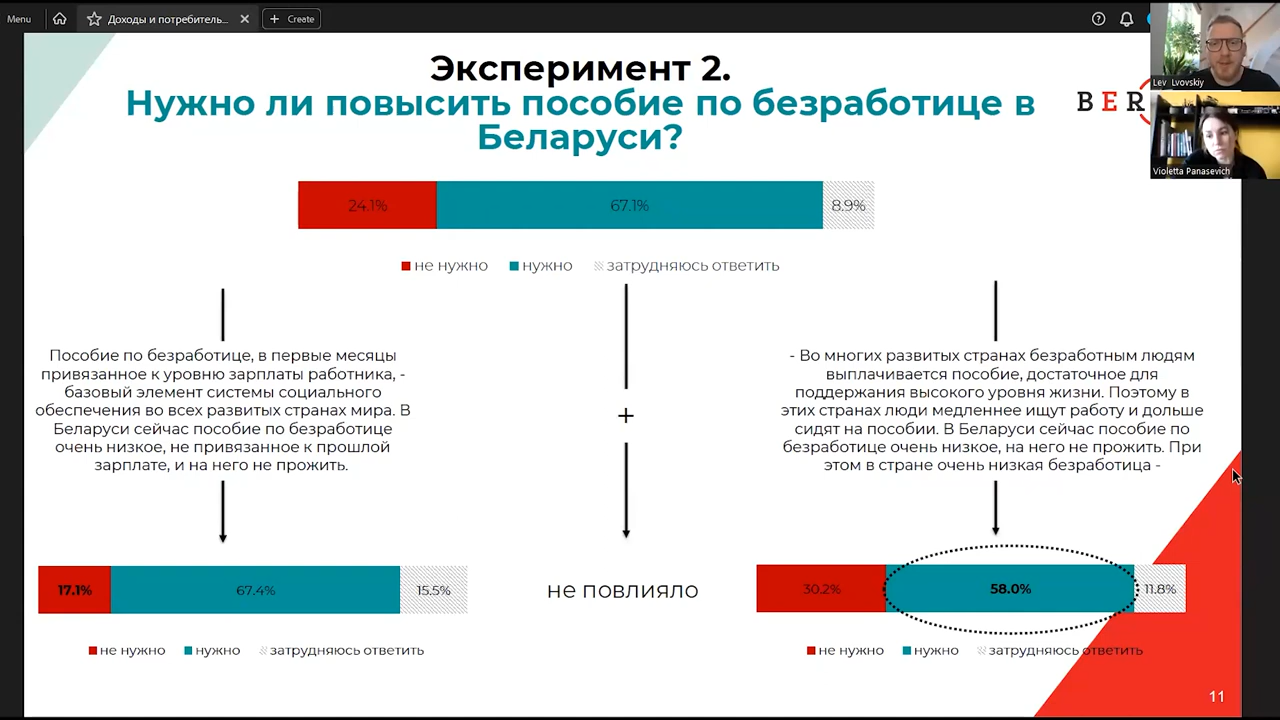 Menu
Доходы и потребитель...
Create
Lev Lvovskiy
Violetta Panasevich
Эксперимент 2.
Нужно ли повысить пособие по безработице в
Беларуси?
BER
24.1%
67.1%
8.9%
не нужно
нужно
затрудняюсь ответить
Пособие по безработице, в первые месяцы
привязанное к уровню зарплаты работника, -
базовый элемент системы социального
обеспечения во всех развитых странах мира. В
Беларуси сейчас пособие по безработице
очень низкое, не привязанное к прошлой
зарплате, и на него не прожить.
+
- Во многих развитых странах безработным людям
выплачивается пособие, достаточное для
поддержания высокого уровня жизни. Поэтому в
этих странах люди медленнее ищут работу и дольше
сидят на пособии. В Беларуси сейчас пособие по
безработице очень низкое, на него не прожить. При
этом в стране очень низкая безработица -
17.1%
67.4%
15.5%
не нужно
нужно
затрудняюсь ответить
не повлияло
30.2%
58.0%
11.8%
не нужно
нужно
затрудняюсь ответить
11